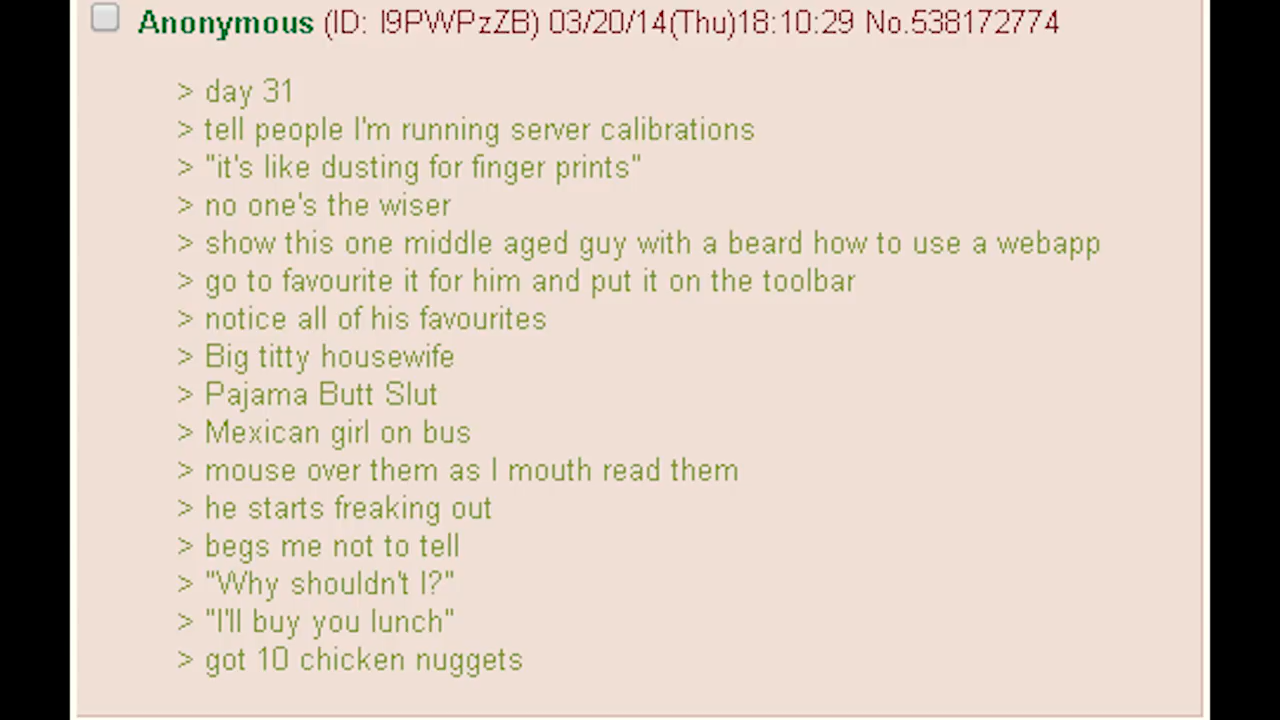 Anonymous (ID: I9PWPzZB) 03/20/14(Thu)18:10:29 No.538172774
> day 31
> tell people I'm running server calibrations
> "it's like dusting for finger prints"
> no one's the wiser
> show this one middle aged guy with a beard how to use a webapp
> go to favourite it for him and put it on the toolbar
> notice all of his favourites
> Big titty housewife
> Pajama Butt Slut
> Mexican girl on bus
> mouse over them as I mouth read them
> he starts freaking out
> begs me not to tell
> "Why shouldn't I?"
> "I'll buy you lunch"
> got 10 chicken nuggets